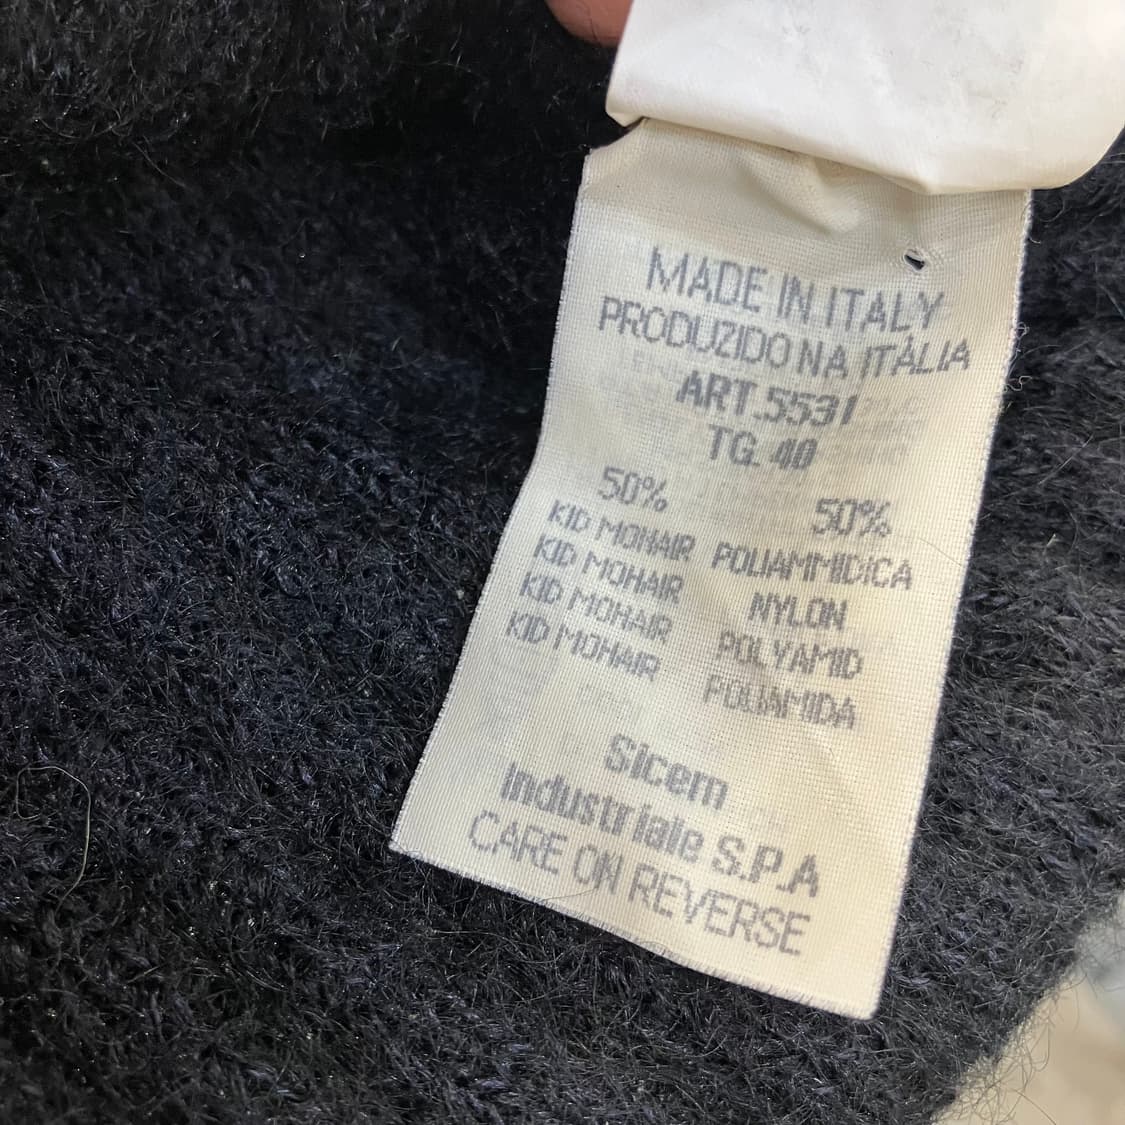 MADE IN ITALY
PRODUZIDO NA ITÁLIA
ART.5531
TG. 40
50% 50%
KID MOHAIR POLIAMMIDICA
KID MOHAIR NYLON
KID MOHAIR POLYAMID
KID MOHAIR POLIAMIDA
Sicem
Industriale S.P.A
CARE ON REVERSE